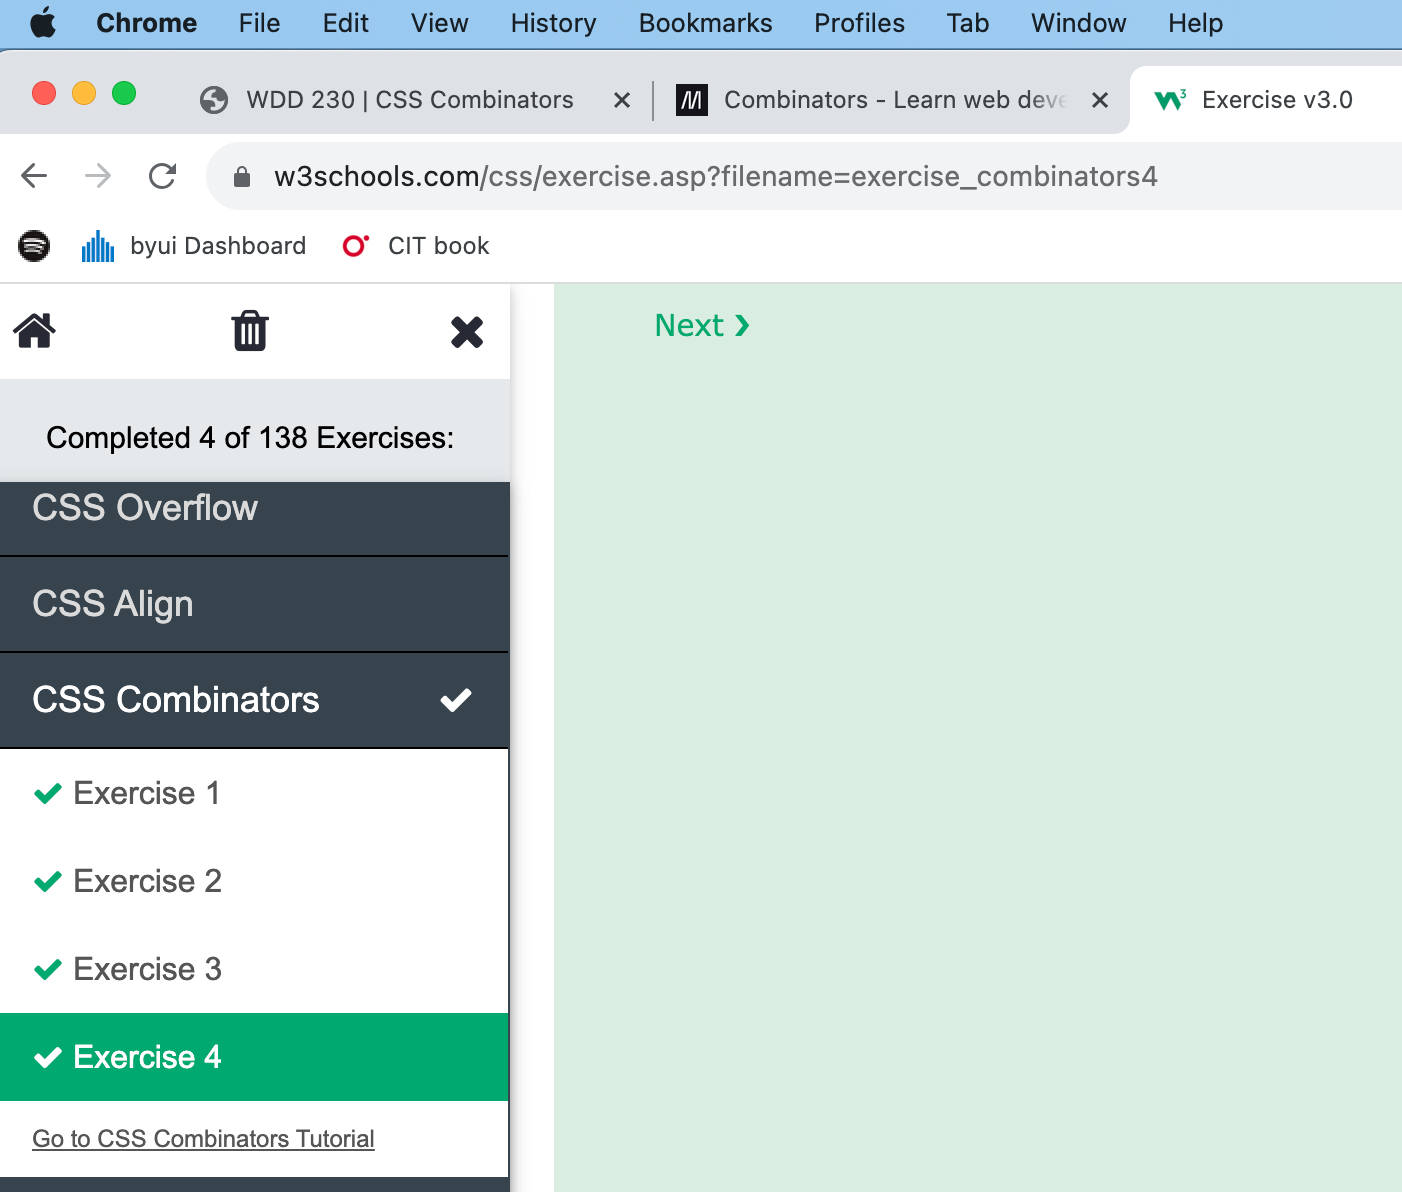 Chrome File Edit View History Bookmarks Profiles Tab Window Help
WDD 230 | CSS Combinators Combinators - Learn web deve Exercise v3.0
w3schools.com/css/exercise.asp?filename=exercise_combinators4
byui Dashboard CIT book
Next ❯
Completed 4 of 138 Exercises:
CSS Overflow
CSS Align
CSS Combinators
Exercise 1
Exercise 2
Exercise 3
Exercise 4
Go to CSS Combinators Tutorial